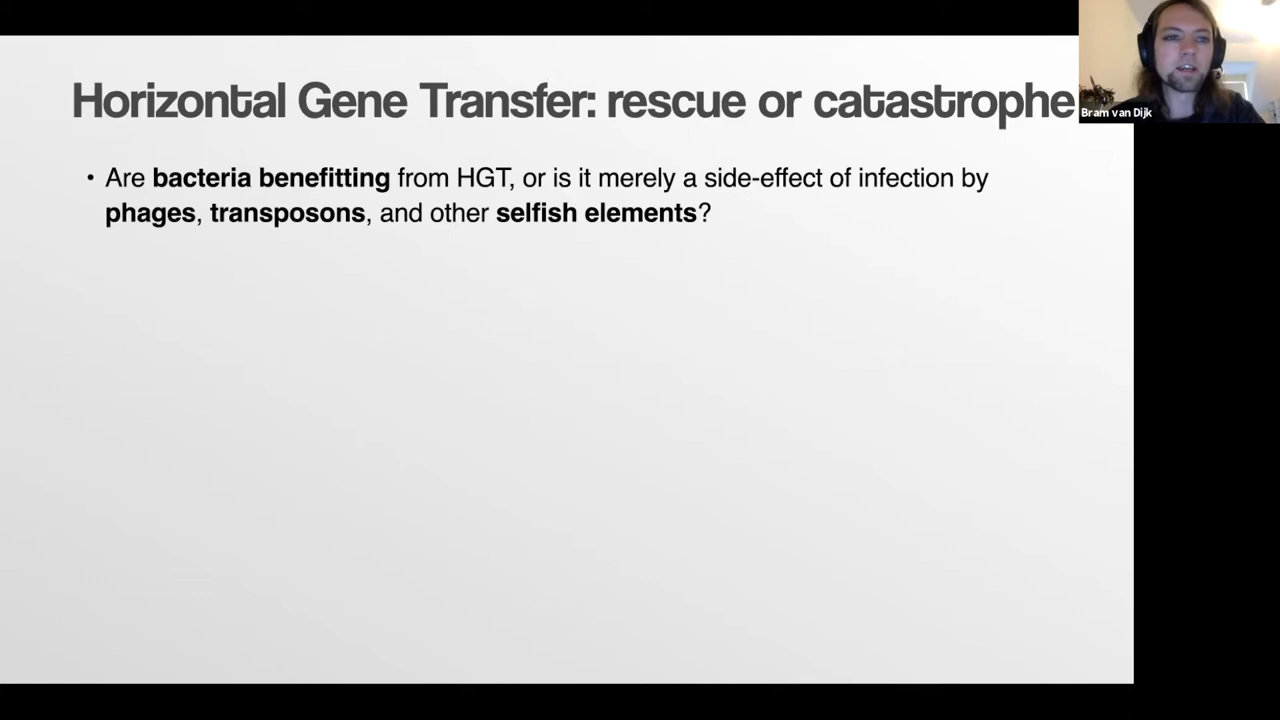 Horizontal Gene Transfer: rescue or catastrophe
Bram van Dijk
• Are bacteria benefitting from HGT, or is it merely a side-effect of infection by
phages, transposons, and other selfish elements?